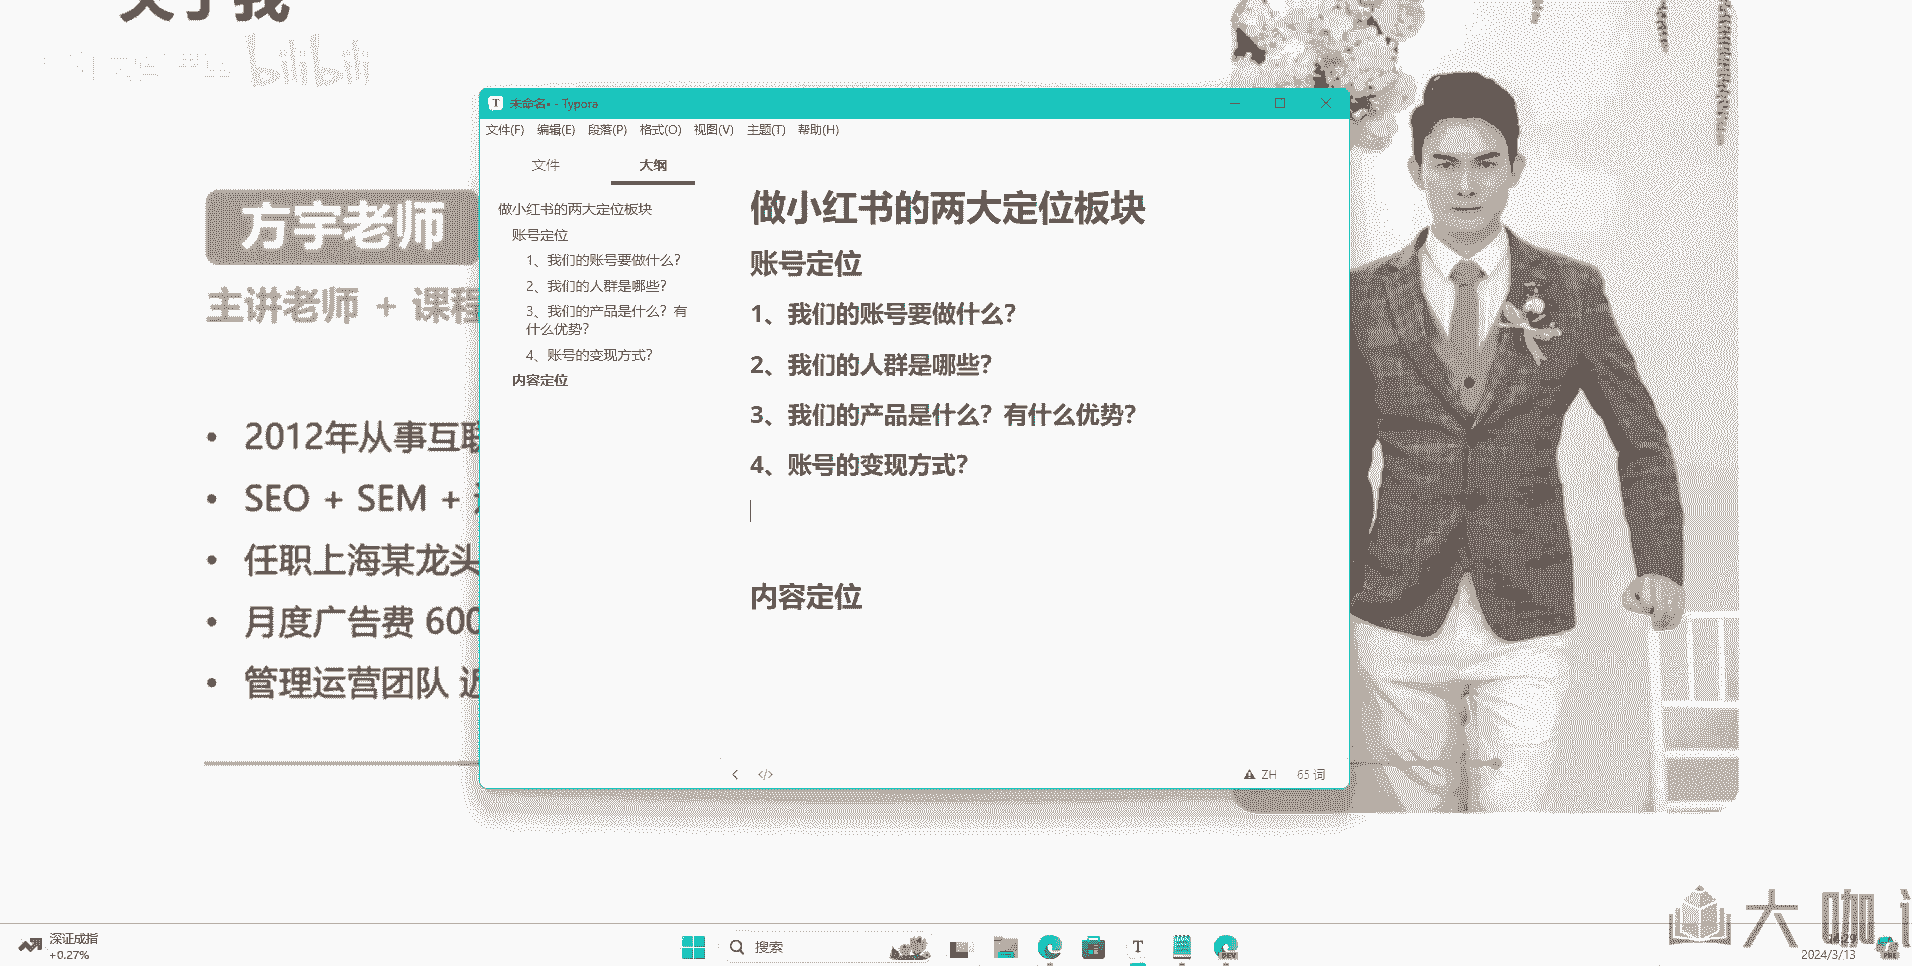 关于我
bilibili
方宇老师
主讲老师 + 课程
2012年从事互联
SEO + SEM +
任职上海某龙头
月度广告费 600
管理运营团队 近
未命名• - Typora
文件(F) 编辑(E) 段落(P) 格式(O) 视图(V) 主题(T) 帮助(H)
文件 大纲
做小红书的两大定位板块
账号定位
1、我们的账号要做什么？
2、我们的人群是哪些？
3、我们的产品是什么？有
什么优势？
4、账号的变现方式？
内容定位
做小红书的两大定位板块
账号定位
1、我们的账号要做什么？
2、我们的人群是哪些？
3、我们的产品是什么？有什么优势？
4、账号的变现方式？
内容定位
</> ZH 65 词
大咖
深证成指
+0.27%
搜索
T
DEV
2024/3/13
PRE